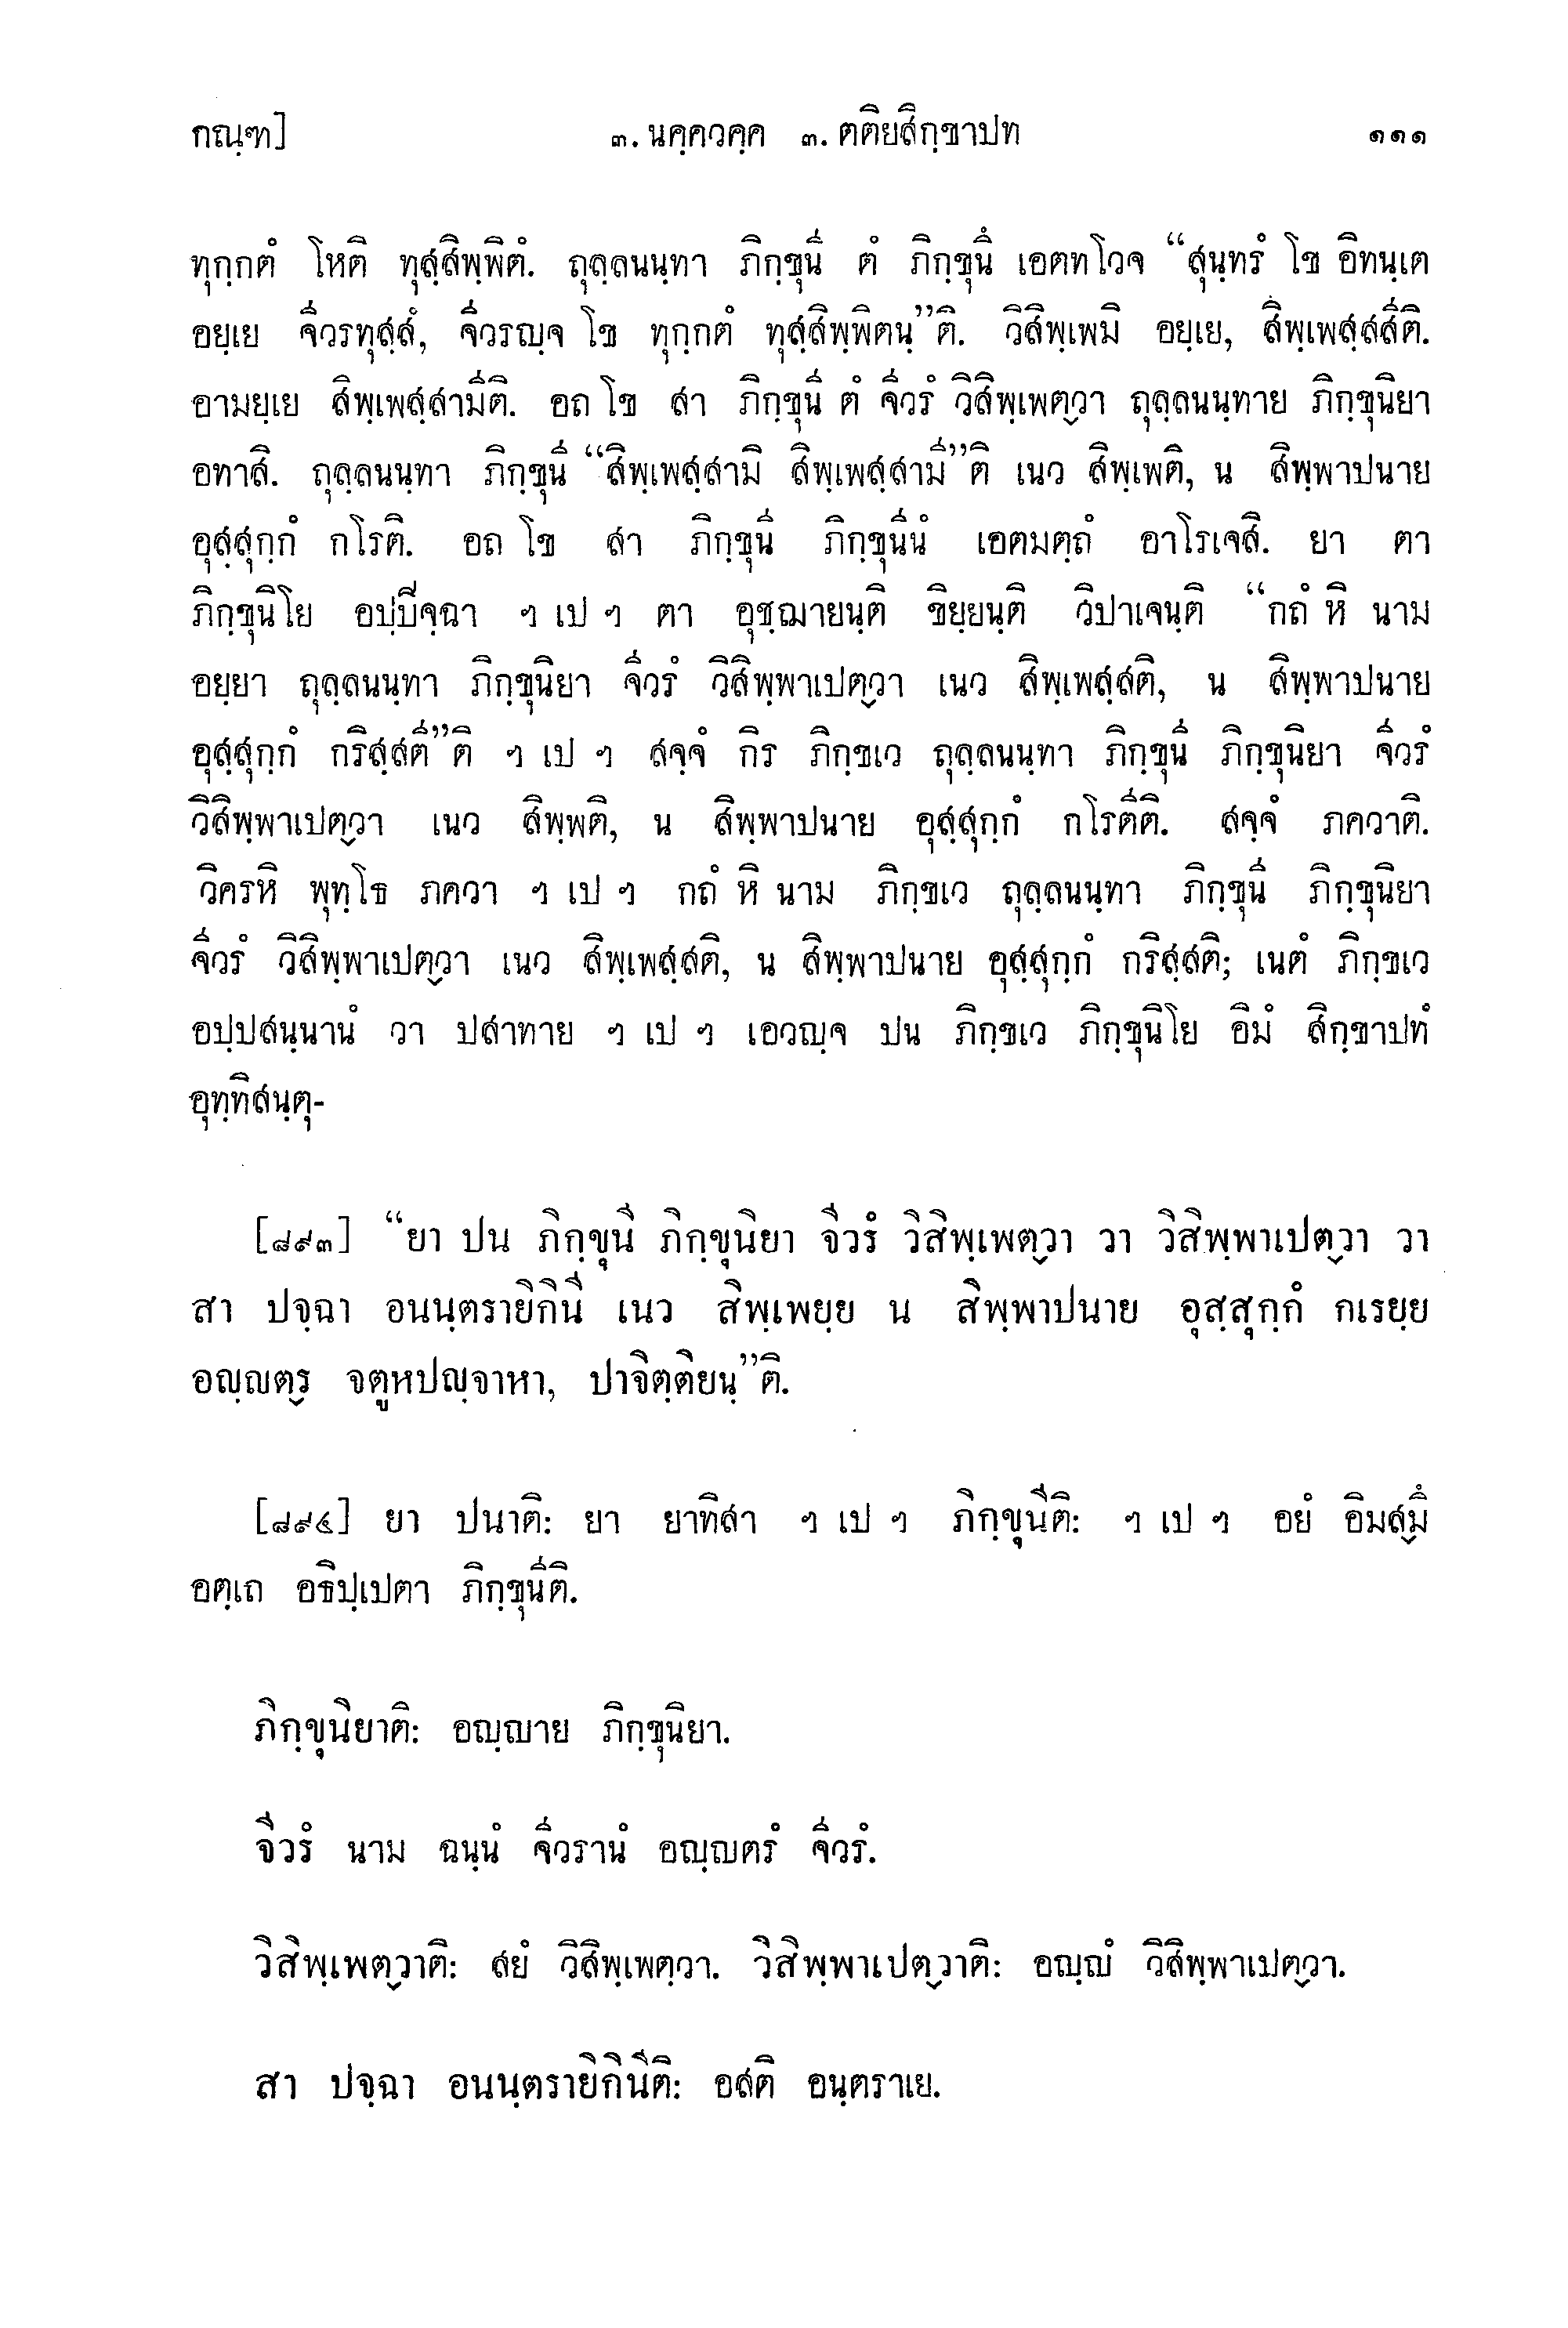 กณฺฑ] ๓. นคฺควคฺค ๓. ตติยสิกฺขาปท ๑๑๑
ทุกฺกตํ โหติ ทุสฺสิพฺพิตํ. ถุลฺลนนฺทา ภิกฺขุนี ตํ ภิกฺขุนึ เอตทโวจ “สุนฺทรํ โข อิทนฺเต
อยฺเย จีวรทุสฺสํ, จีวรญฺจ โข ทุกฺกตํ ทุสฺสิพฺพิตนฺ”ติ. วิสิพฺเพมิ อยฺเย, สิพฺเพสฺสสีติ.
อามยฺเย สิพฺเพสฺสามีติ. อถ โข สา ภิกฺขุนี ตํ จีวรํ วิสิพฺเพตฺวา ถุลฺลนนฺทาย ภิกฺขุนิยา
อทาสิ. ถุลฺลนนฺทา ภิกฺขุนี “สิพฺเพสฺสามิ สิพฺเพสฺสามี”ติ เนว สิพฺเพติ, น สิพฺพาปนาย
อุสฺสุกฺกํ กโรติ. อถ โข สา ภิกฺขุนี ภิกฺขุนีนํ เอตมตฺถํ อาโรเจสิ. ยา ตา
ภิกฺขุนิโย อปฺปิจฺฉา ฯ เป ฯ ตา อุชฺฌายนฺติ ขิยฺยนฺติ วิปาเจนฺติ “กถํ หิ นาม
อยฺยา ถุลฺลนนฺทา ภิกฺขุนิยา จีวรํ วิสิพฺพาเปตฺวา เนว สิพฺเพสฺสติ, น สิพฺพาปนาย
อุสฺสุกฺกํ กริสฺสตี”ติ ฯ เป ฯ สจฺจํ กิร ภิกฺขเว ถุลฺลนนฺทา ภิกฺขุนี ภิกฺขุนิยา จีวรํ
วิสิพฺพาเปตฺวา เนว สิพฺพติ, น สิพฺพาปนาย อุสฺสุกฺกํ กโรตีติ. สจฺจํ ภควาติ.
วิครหิ พุทฺโธ ภควา ฯ เป ฯ กถํ หิ นาม ภิกฺขเว ถุลฺลนนฺทา ภิกฺขุนี ภิกฺขุนิยา
จีวรํ วิสิพฺพาเปตฺวา เนว สิพฺเพสฺสติ, น สิพฺพาปนาย อุสฺสุกฺกํ กริสฺสติ; เนตํ ภิกฺขเว
อปฺปสนฺนานํ วา ปสาทาย ฯ เป ฯ เอวญฺจ ปน ภิกฺขเว ภิกฺขุนิโย อิมํ สิกฺขาปทํ
อุทฺทิสนฺตุ-
[๘๙๓] “ยา ปน ภิกฺขุนี ภิกฺขุนิยา จีวรํ วิสิพฺเพตฺวา วา วิสิพฺพาเปตฺวา วา
สา ปจฺฉา อนนฺตรายิกินี เนว สิพฺเพยฺย น สิพฺพาปนาย อุสฺสุกฺกํ กเรยฺย
อญฺญตฺร จตูหปญฺจาหา, ปาจิตฺติยนฺ”ติ.
[๘๙๔] ยา ปนาติ: ยา ยาทิสา ฯ เป ฯ ภิกฺขุนีติ: ฯ เป ฯ อยํ อิมสฺมึ
อตฺเถ อธิปฺเปตา ภิกฺขุนีติ.
ภิกฺขุนิยาติ: อญฺญาย ภิกฺขุนิยา.
จีวรํ นาม ฉนฺนํ จีวรานํ อญฺญตรํ จีวรํ.
วิสิพฺเพตฺวาติ: สยํ วิสิพฺเพตฺวา. วิสิพฺพาเปตฺวาติ: อญฺญํ วิสิพฺพาเปตฺวา.
สา ปจฺฉา อนนฺตรายิกินีติ: อสติ อนฺตราเย.